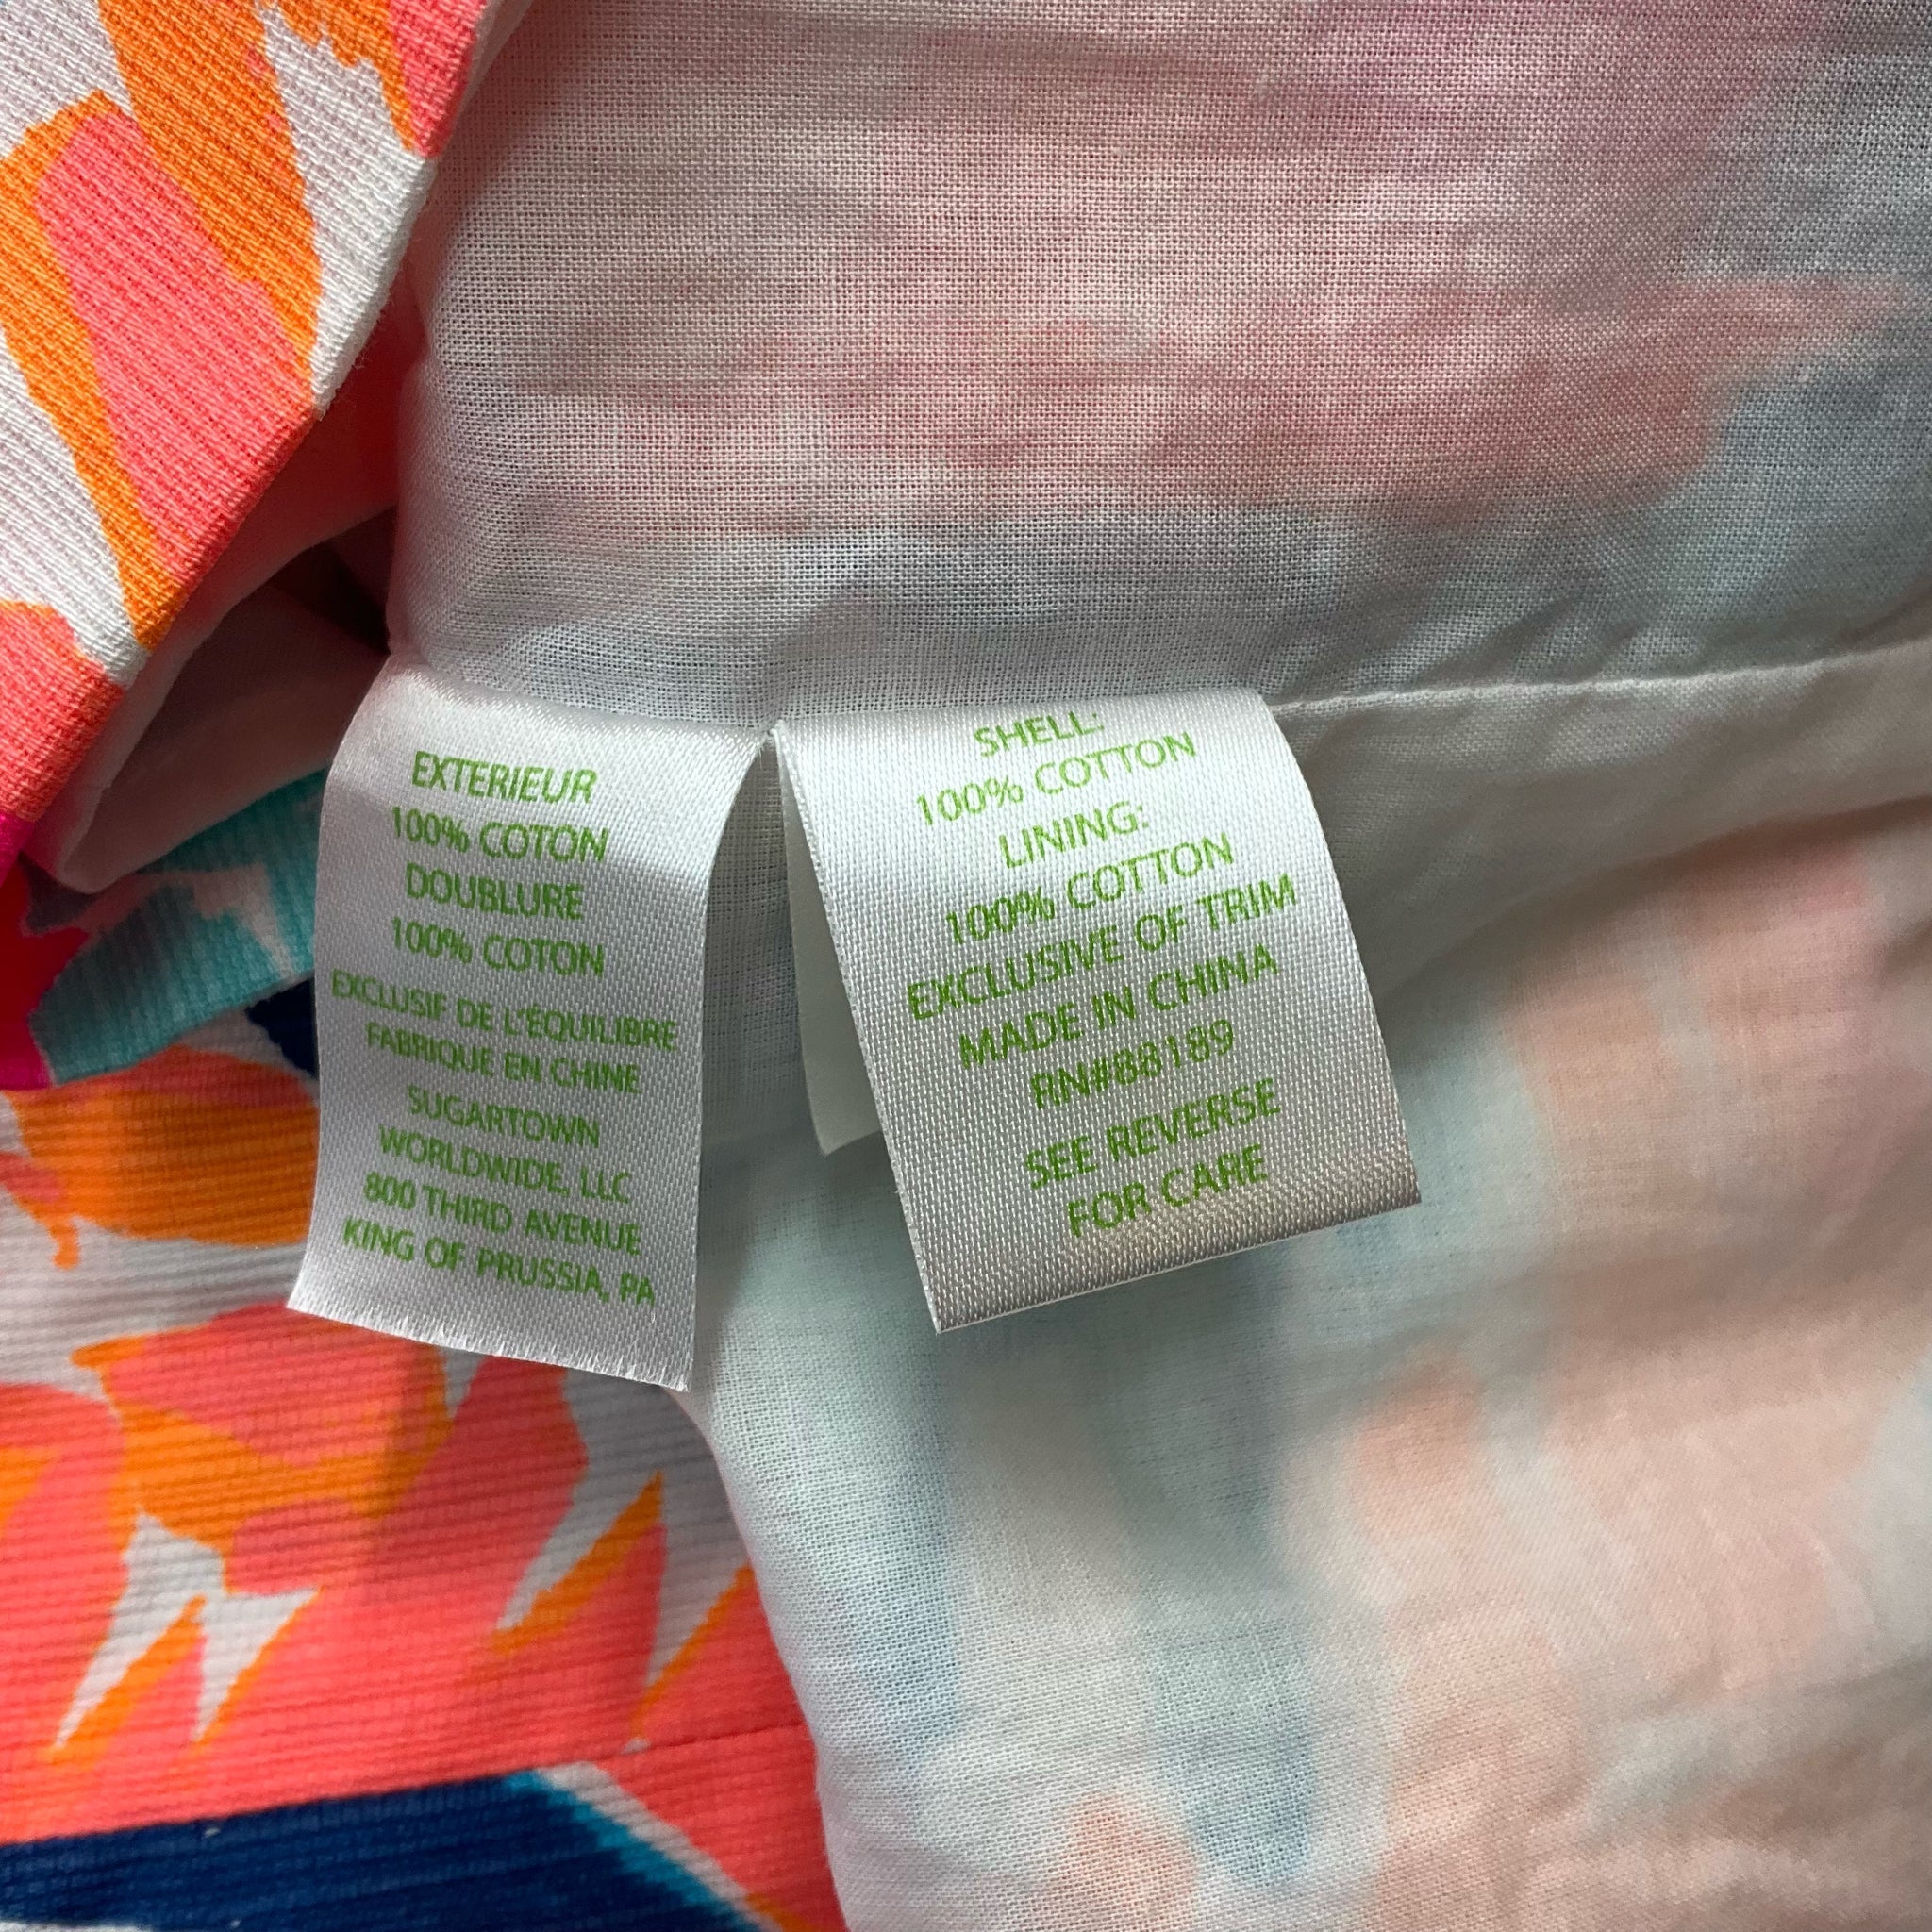 EXTERIEUR
100% COTON
DOUBLURE
100% COTON
EXCLUSIF DE L'ÉQUILIBRE
FABRIQUE EN CHINE
SUGARTOWN
WORLDWIDE, LLC
800 THIRD AVENUE
KING OF PRUSSIA, PA
SHELL:
100% COTTON
LINING:
100% COTTON
EXCLUSIVE OF TRIM
MADE IN CHINA
RN#88189
SEE REVERSE
FOR CARE